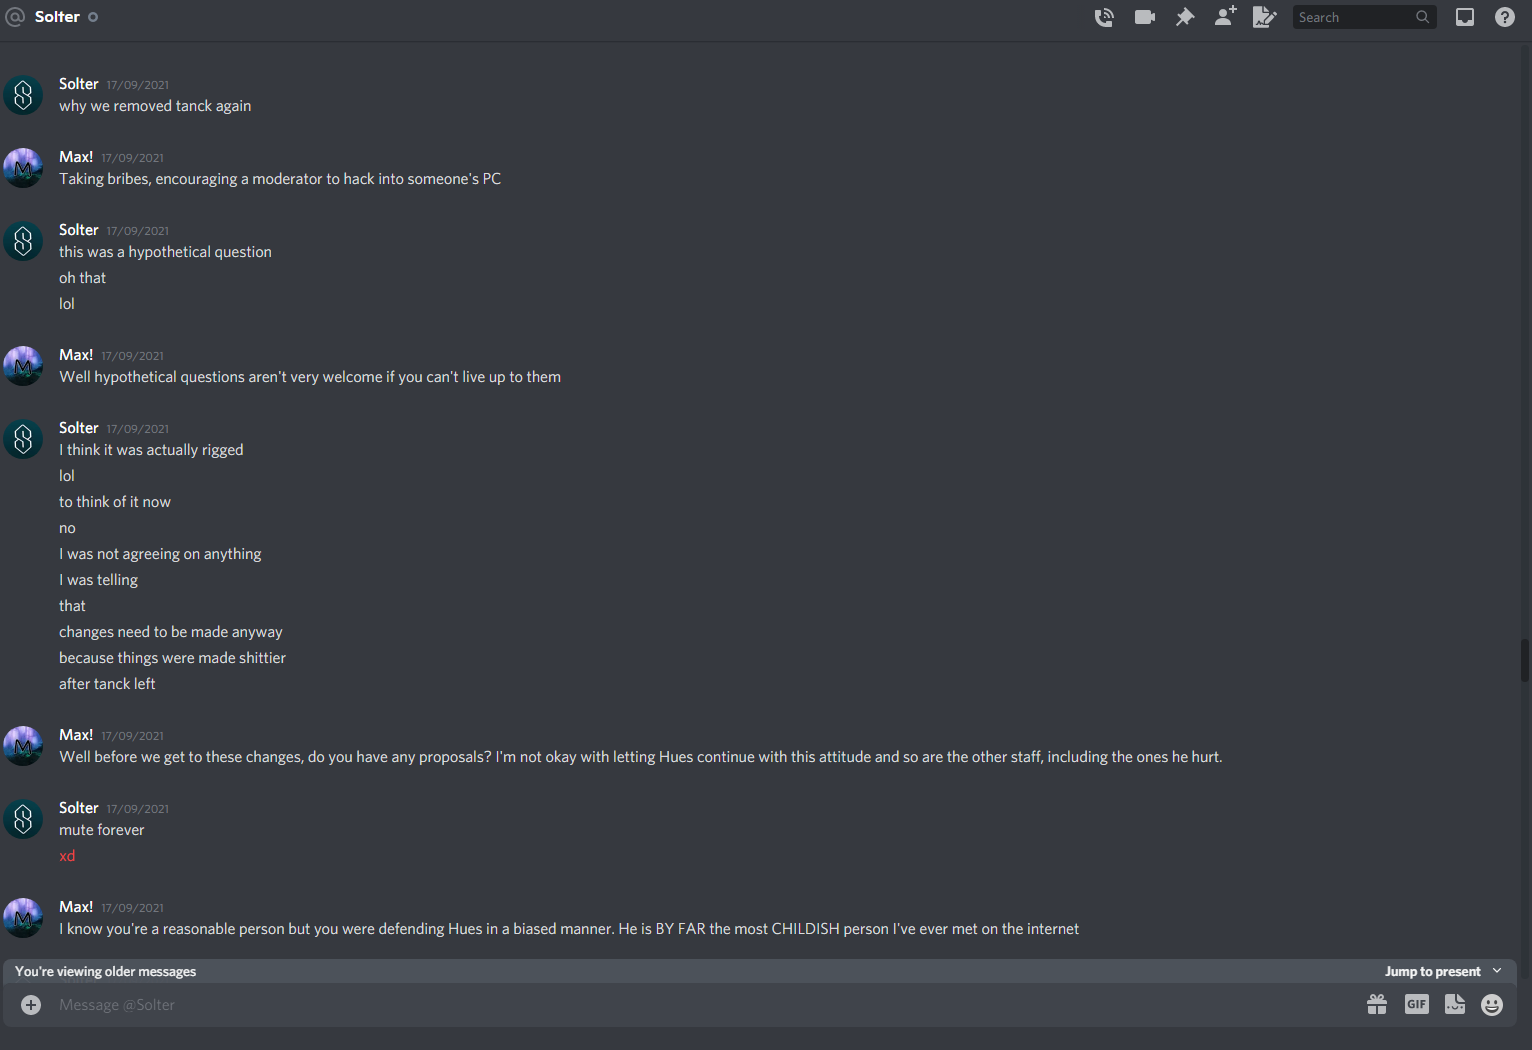 @ Solter
Search
Solter 17/09/2021
why we removed tanck again
Max! 17/09/2021
Taking bribes, encouraging a moderator to hack into someone's PC
Solter 17/09/2021
this was a hypothetical question
oh that
lol
Max! 17/09/2021
Well hypothetical questions aren't very welcome if you can't live up to them
Solter 17/09/2021
I think it was actually rigged
lol
to think of it now
no
I was not agreeing on anything
I was telling
that
changes need to be made anyway
because things were made shittier
after tanck left
Max! 17/09/2021
Well before we get to these changes, do you have any proposals? I'm not okay with letting Hues continue with this attitude and so are the other staff, including the ones he hurt.
Solter 17/09/2021
mute forever
xd
Max! 17/09/2021
I know you're a reasonable person but you were defending Hues in a biased manner. He is BY FAR the most CHILDISH person I've ever met on the internet
You're viewing older messages Jump to present
Message @Solter GIF